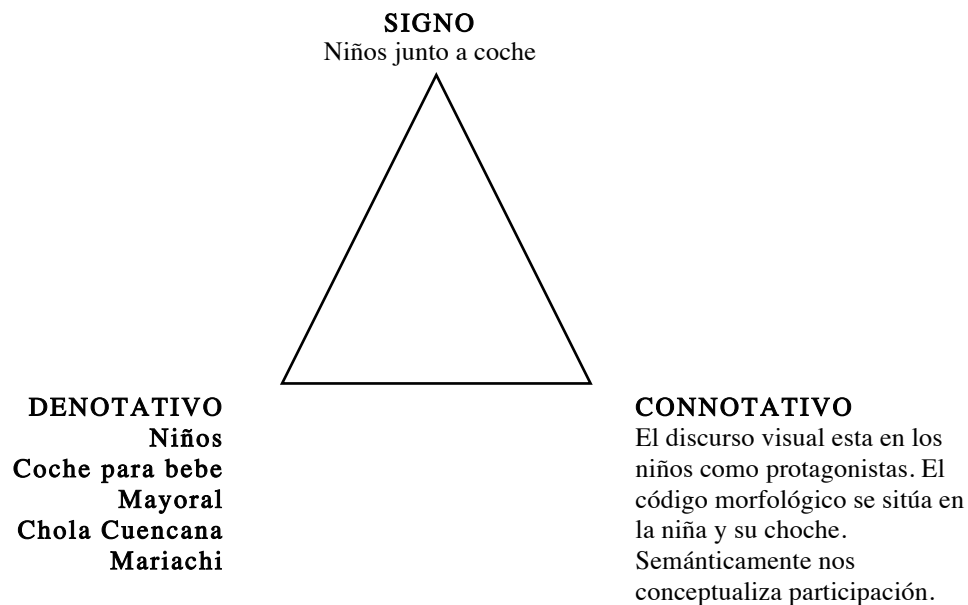 SIGNO
Niños junto a coche
DENOTATIVO
Niños
Coche para bebe
Mayoral
Chola Cuencana
Mariachi
CONNOTATIVO
El discurso visual esta en los
niños como protagonistas. El
código morfológico se sitúa en
la niña y su choche.
Semánticamente nos
conceptualiza participación.